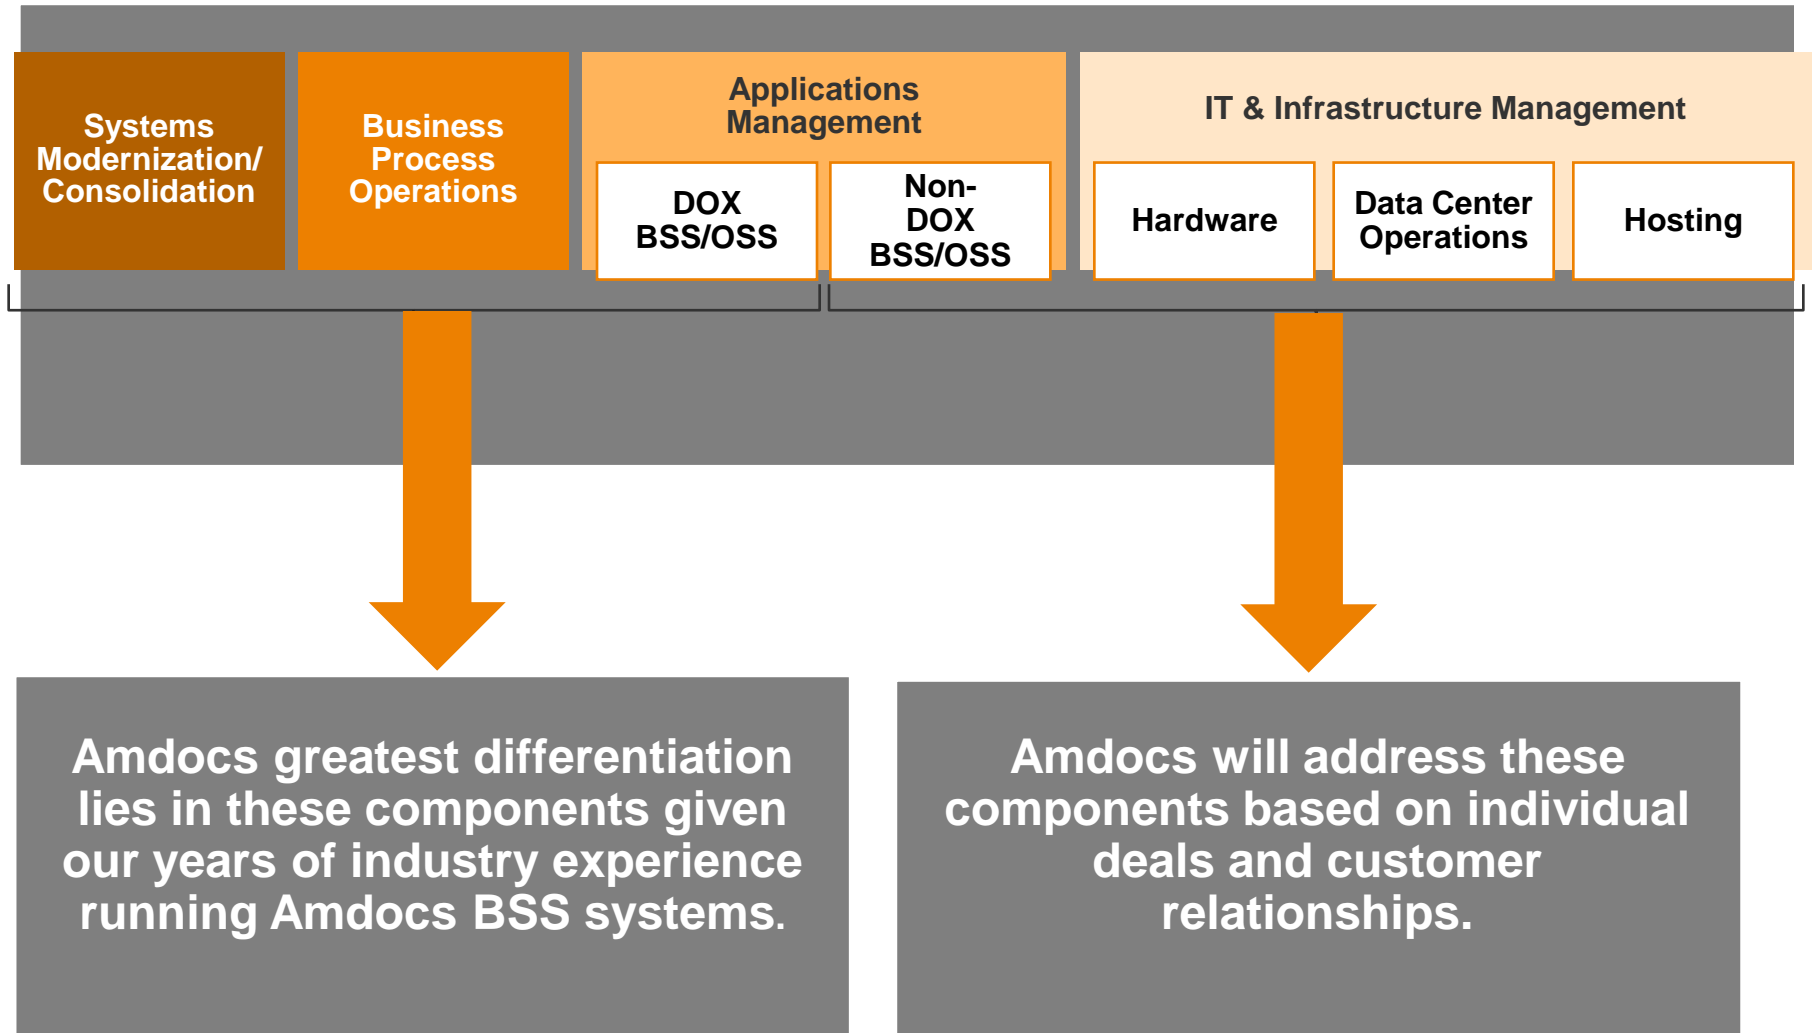 Systems
Modernization/
Consolidation
Business
Process
Operations
Applications
Management
DOX
BSS/OSS
Non-
DOX
BSS/OSS
IT & Infrastructure Management
Hardware
Data Center
Operations
Hosting
Amdocs greatest differentiation
lies in these components given
our years of industry experience
running Amdocs BSS systems.
Amdocs will address these
components based on individual
deals and customer
relationships.